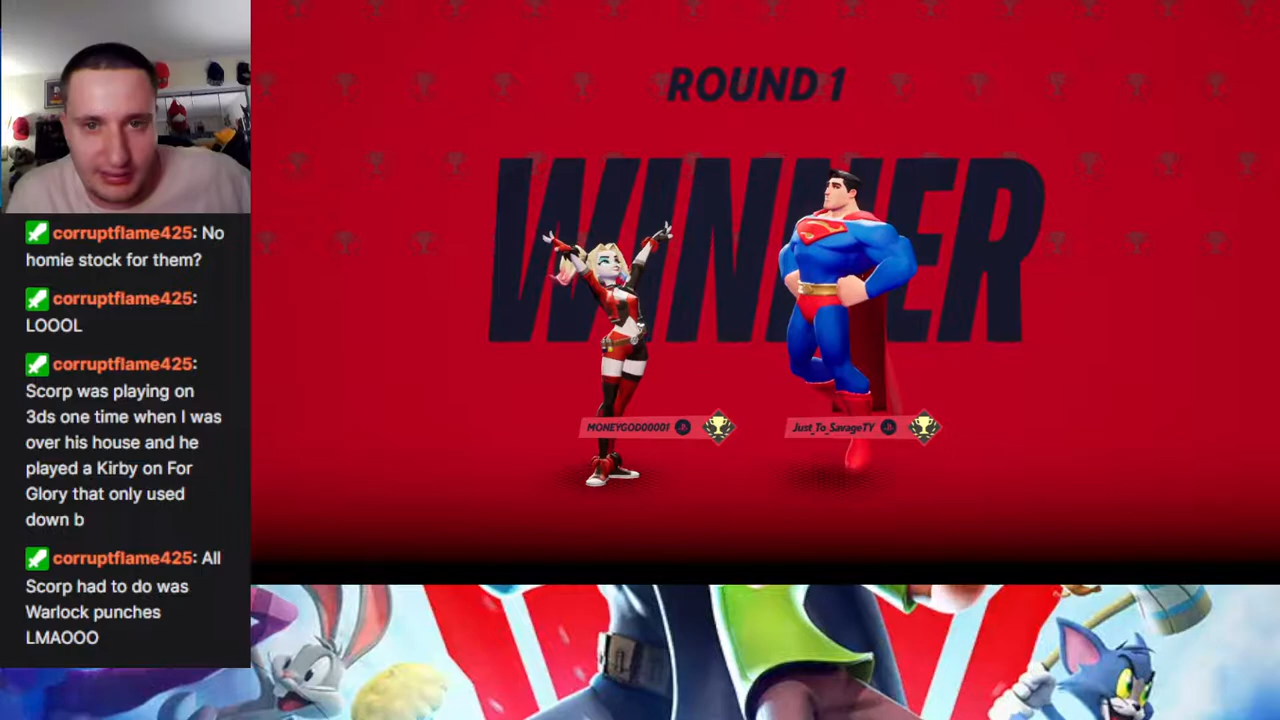 ROUND 1
WINNER
MONEYGOD00001
Just_To_SavageTY
corruptflame425: No
homie stock for them?
corruptflame425:
LOOOL
corruptflame425:
Scorp was playing on
3ds one time when I was
over his house and he
played a Kirby on For
Glory that only used
down b
corruptflame425: All
Scorp had to do was
Warlock punches
LMAOOO